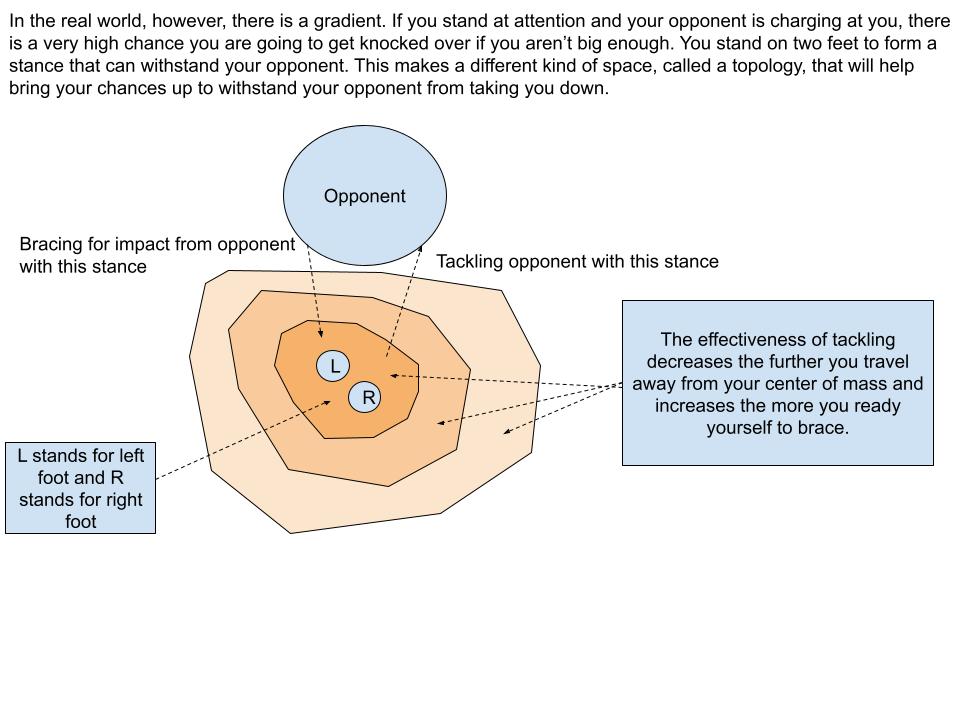 In the real world, however, there is a gradient. If you stand at attention and your opponent is charging at you, there
is a very high chance you are going to get knocked over if you aren’t big enough. You stand on two feet to form a
stance that can withstand your opponent. This makes a different kind of space, called a topology, that will help
bring your chances up to withstand your opponent from taking you down.
Opponent
Bracing for impact from opponent
with this stance
Tackling opponent with this stance
L
R
The effectiveness of tackling
decreases the further you travel
away from your center of mass and
increases the more you ready
yourself to brace.
L stands for left
foot and R
stands for right
foot